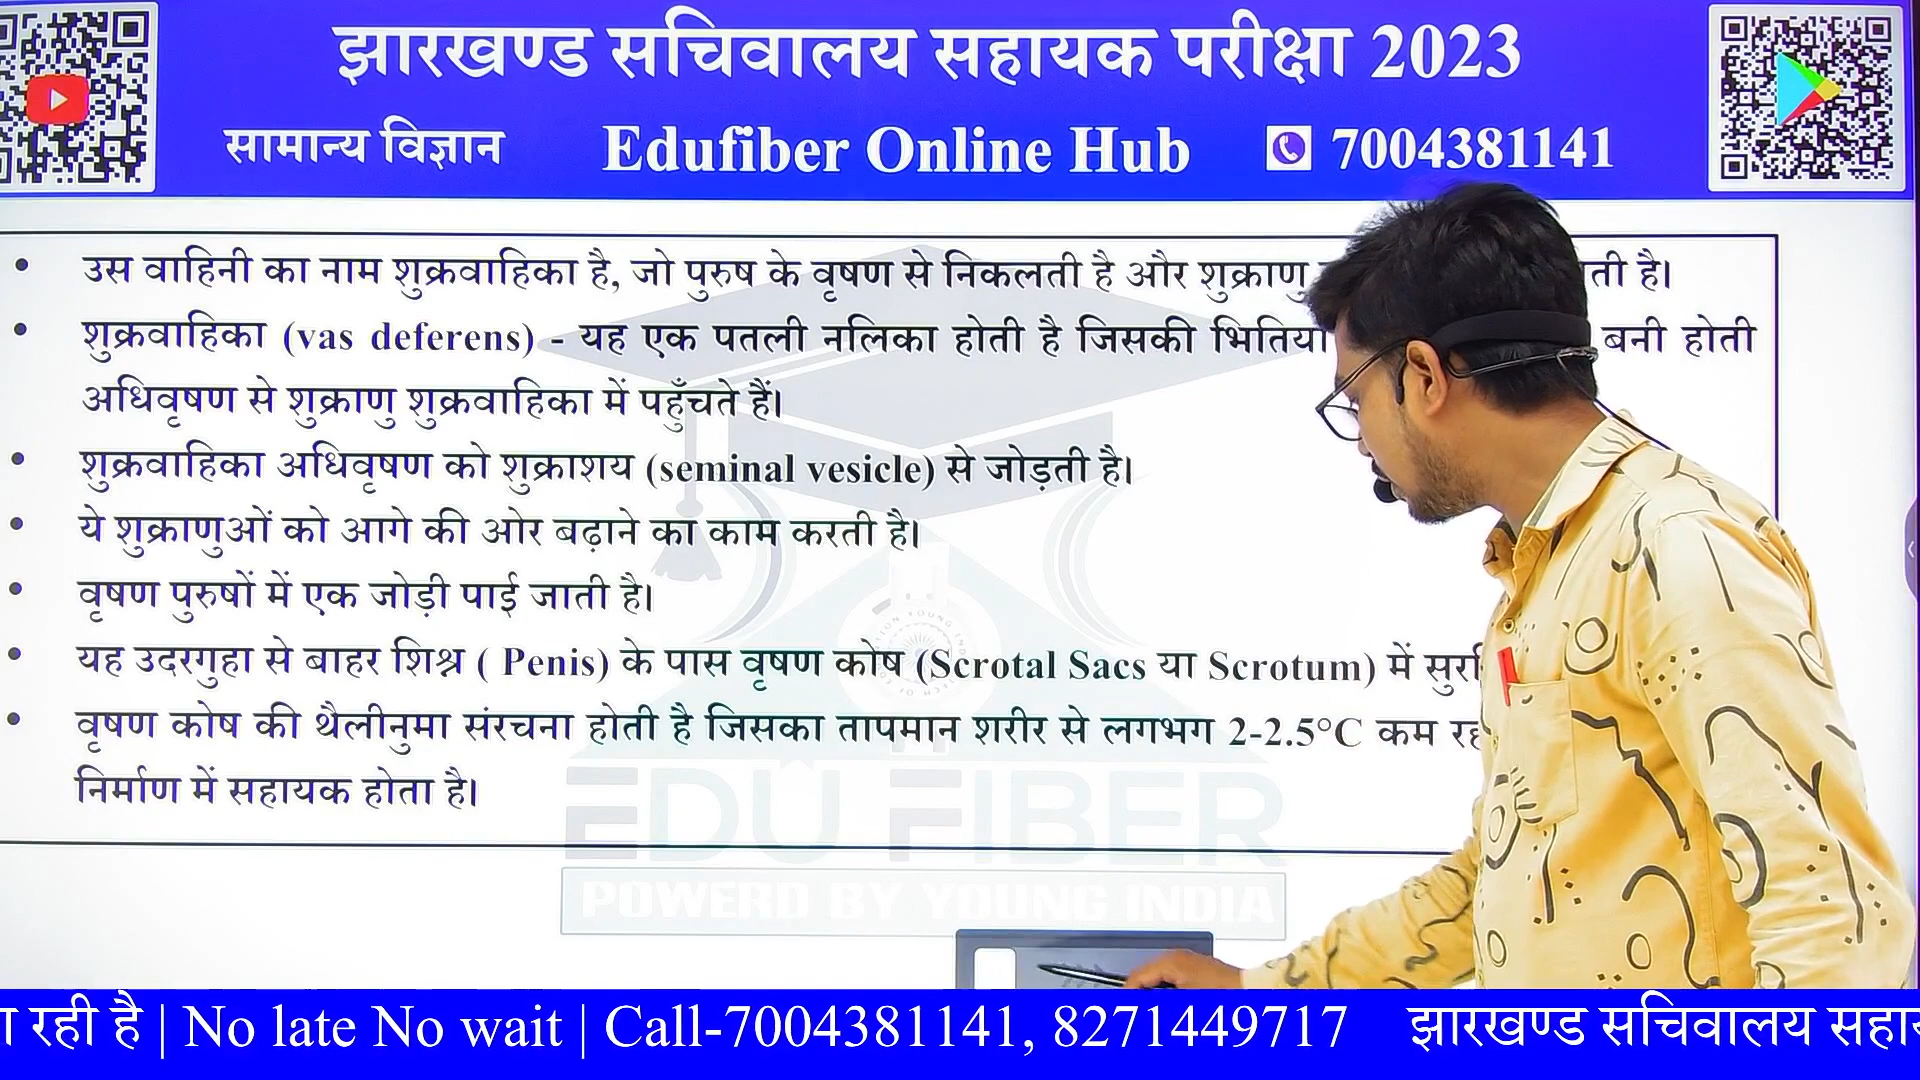 झारखण्ड सचिवालय सहायक परीक्षा 2023
सामान्य विज्ञान Edufiber Online Hub 7004381141
• उस वाहिनी का नाम शुक्रवाहिका है, जो पुरुष के वृषण से निकलती है और शुक्राणु ती है।
• शुक्रवाहिका (vas deferens) - यह एक पतली नलिका होती है जिसकी भितिया बनी होती
अधिवृषण से शुक्राणु शुक्रवाहिका में पहुँचते हैं।
• शुक्रवाहिका अधिवृषण को शुक्राशय (seminal vesicle) से जोड़ती है।
• ये शुक्राणुओं को आगे की ओर बढ़ाने का काम करती है।
• वृषण पुरुषों में एक जोड़ी पाई जाती है।
• यह उदरगुहा से बाहर शिश्न ( Penis) के पास वृषण कोष (Scrotal Sacs या Scrotum) में
• वृषण कोष की थैलीनुमा संरचना होती है जिसका तापमान शरीर से लगभग 2-2.5°C कम
निर्माण में सहायक होता है।
EDU FIBER
POWERD BY YOUNG INDIA
रही है | No late No wait | Call-7004381141, 8271449717 झारखण्ड सचिवालय